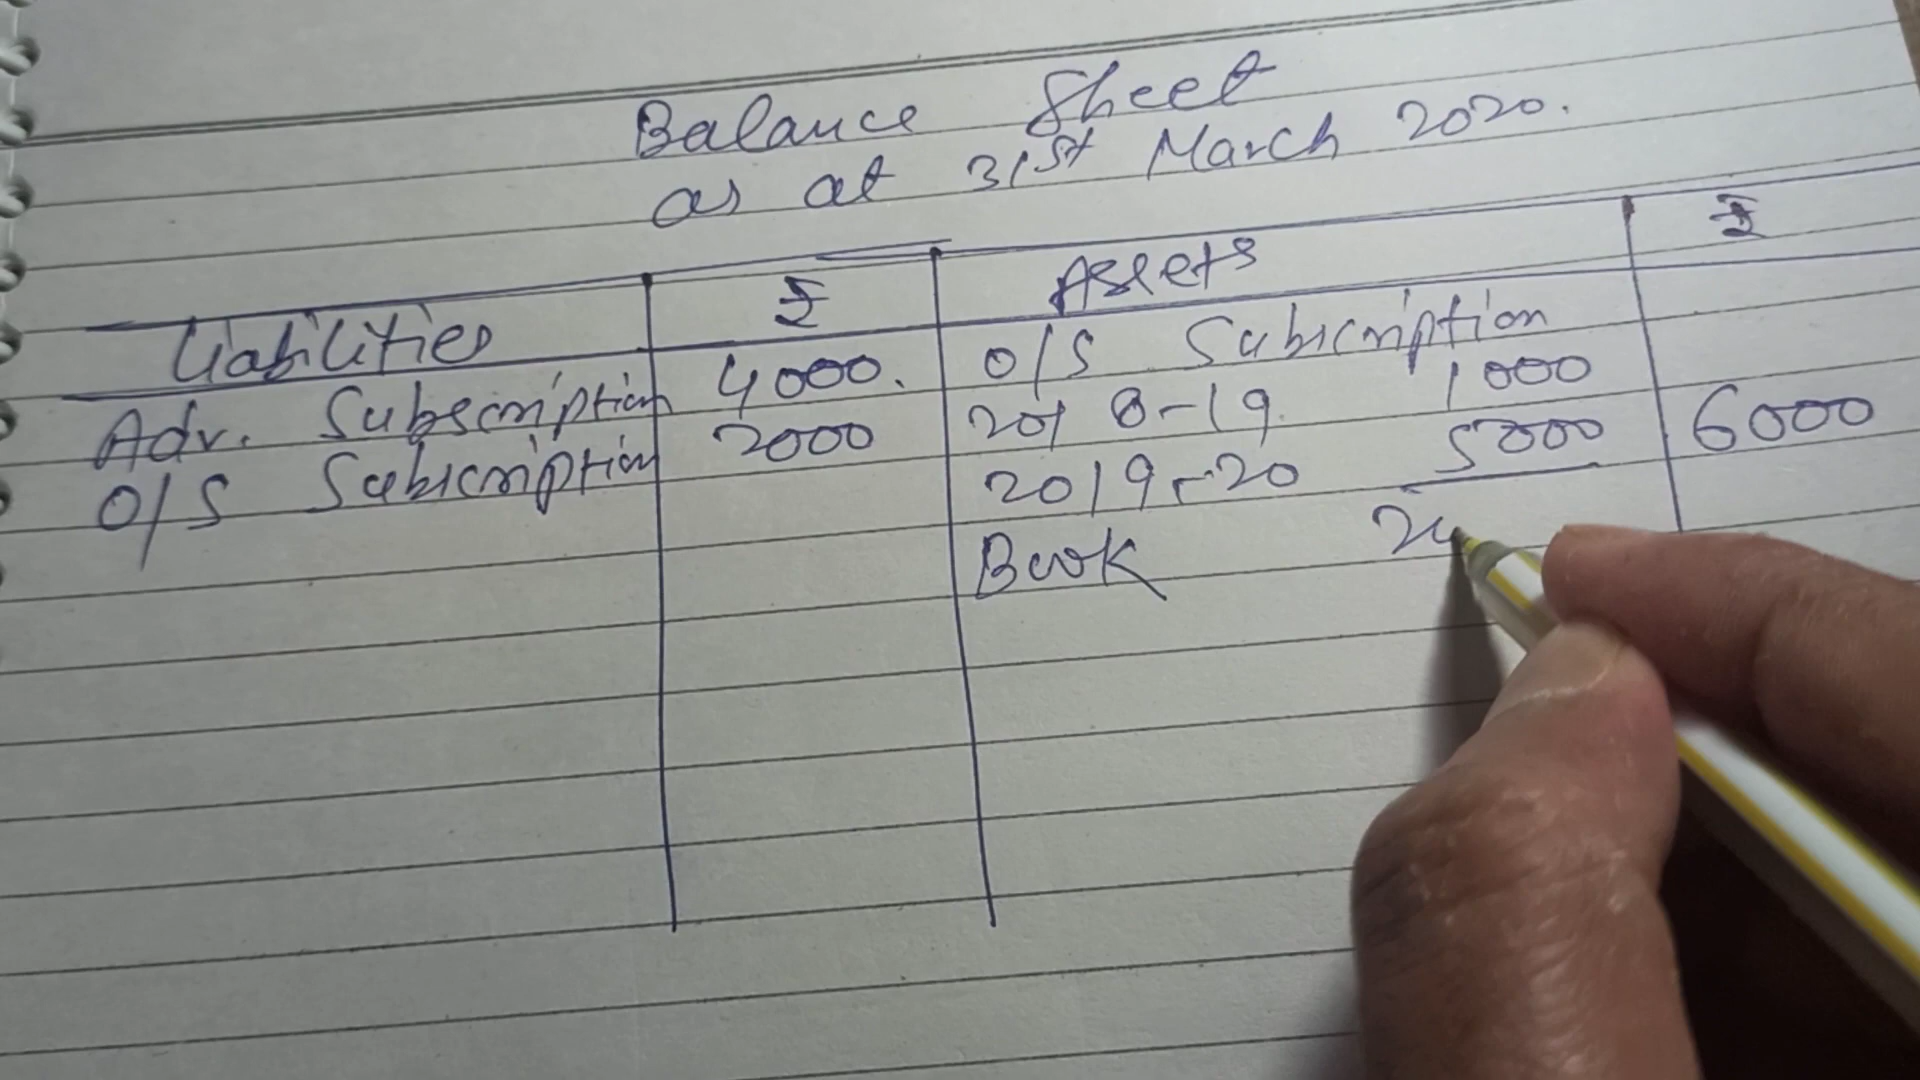 Balance Sheet
as at 31st March 2020.
Liabilities ₹ Assets ₹
Adv. Subscription 4000. O/S Subscription
O/S Subscription 2000 2018-19. 1000
2019-20 5000 6000
Book